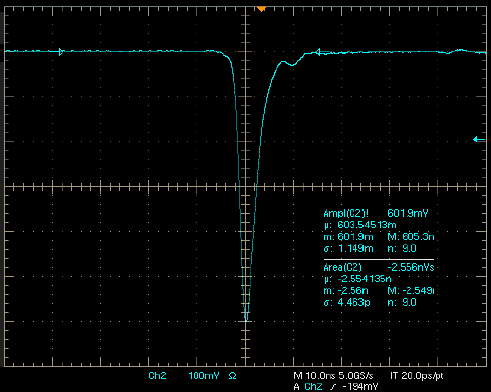 Ampl(C2)! 601.9mV
µ: 603.54513m
m: 601.9m M: 605.3m
σ: 1.149m n: 9.0
Area(C2) -2.556nVs
µ: -2.554135n
m: -2.56n M: -2.549n
σ: 4.463p n: 9.0
Ch2 100mV Ω M 10.0ns 5.0GS/s IT 20.0ps/pt
A Ch2 -194mV